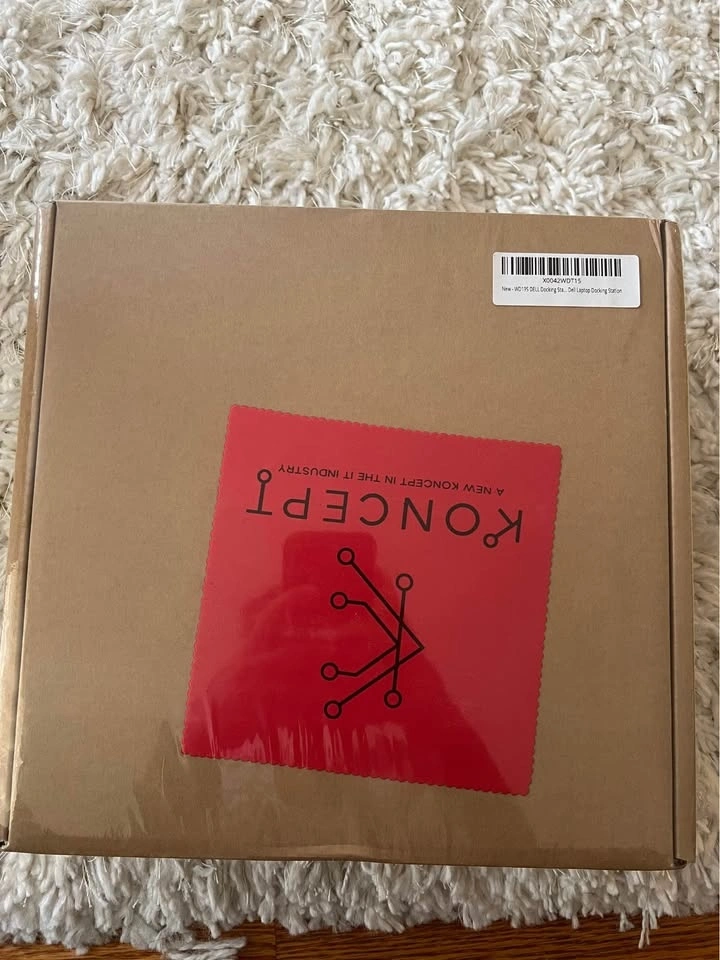 X0042WDT15
New - WD19S DELL Docking Sta... Dell Laptop Docking Station
KONCEPT
A NEW KONCEPT IN THE IT INDUSTRY